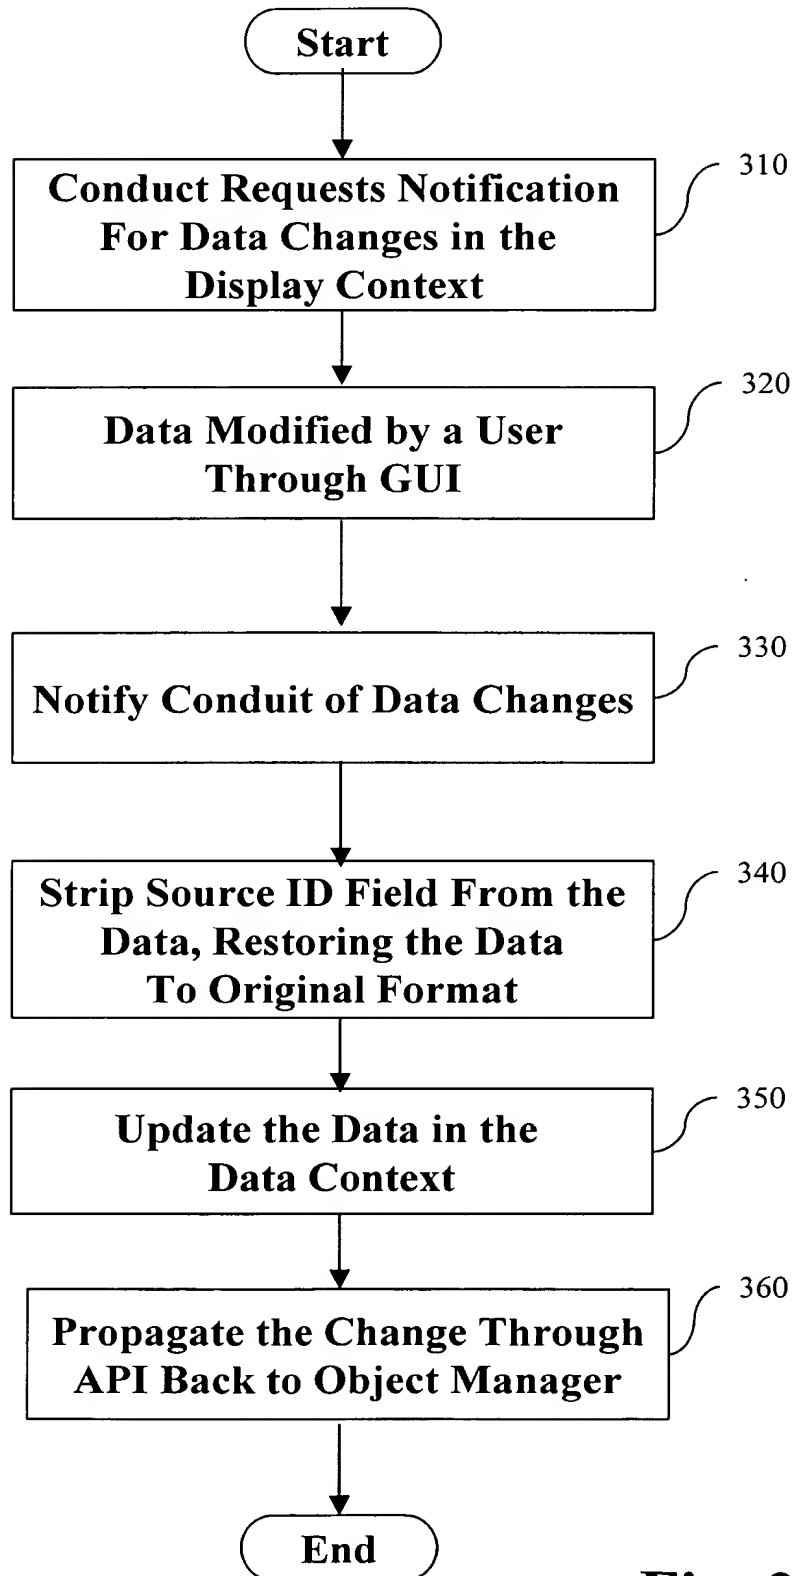 Start
Conduct Requests Notification
For Data Changes in the
Display Context
310
Data Modified by a User
Through GUI
320
Notify Conduit of Data Changes
330
Strip Source ID Field From the
Data, Restoring the Data
To Original Format
340
Update the Data in the
Data Context
350
Propagate the Change Through
API Back to Object Manager
360
End